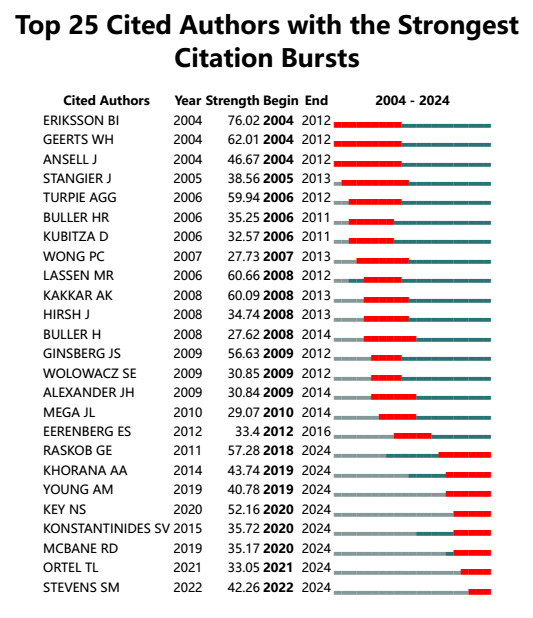 Top 25 Cited Authors with the Strongest
Citation Bursts
Cited Authors Year Strength Begin End 2004 - 2024
ERIKSSON BI 2004 76.02 2004 2012
GEERTS WH 2004 62.01 2004 2012
ANSELL J 2004 46.67 2004 2012
STANGIER J 2005 38.56 2005 2013
TURPIE AGG 2006 59.94 2006 2012
BULLER HR 2006 35.25 2006 2011
KUBITZA D 2006 32.57 2006 2011
WONG PC 2007 27.73 2007 2013
LASSEN MR 2006 60.66 2008 2012
KAKKAR AK 2008 60.09 2008 2013
HIRSH J 2008 34.74 2008 2013
BULLER H 2008 27.62 2008 2014
GINSBERG JS 2009 56.63 2009 2012
WOLOWACZ SE 2009 30.85 2009 2012
ALEXANDER JH 2009 30.84 2009 2014
MEGA JL 2010 29.07 2010 2014
EERENBERG ES 2012 33.4 2012 2016
RASKOB GE 2011 57.28 2018 2024
KHORANA AA 2014 43.74 2019 2024
YOUNG AM 2019 40.78 2019 2024
KEY NS 2020 52.16 2020 2024
KONSTANTINIDES SV 2015 35.72 2020 2024
MCBANE RD 2019 35.17 2020 2024
ORTEL TL 2021 33.05 2021 2024
STEVENS SM 2022 42.26 2022 2024